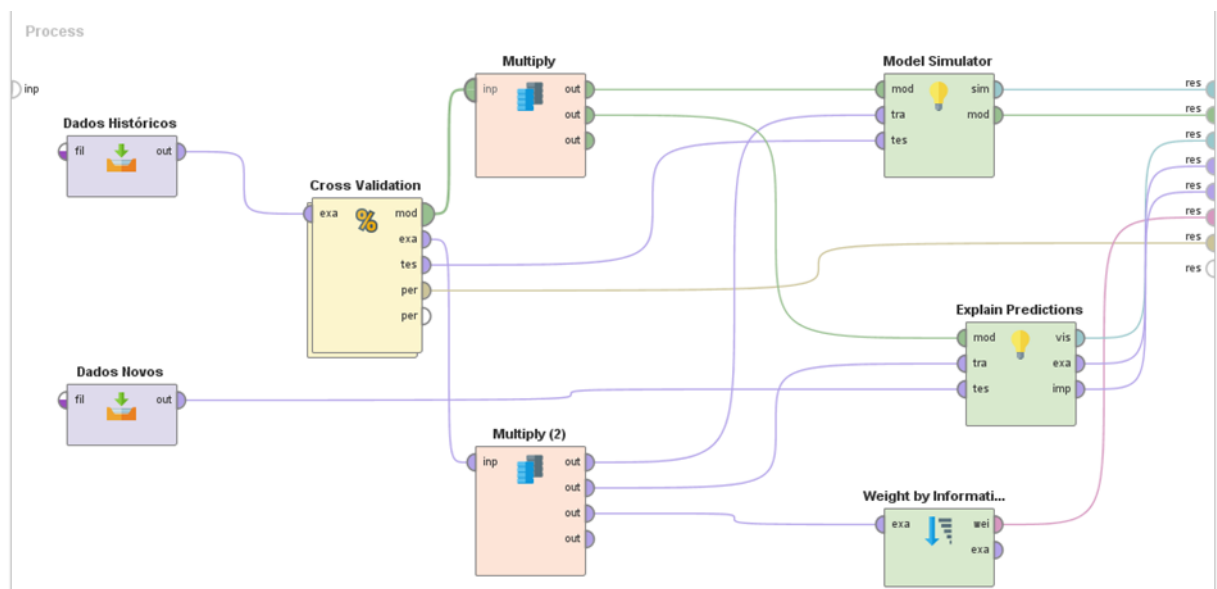 Process
inp
Dados Históricos
fil
out
Cross Validation
exa
mod
exa
tes
per
per
Multiply
inp
out
out
out
Model Simulator
mod
sim
tra
mod
tes
res
res
res
res
res
res
res
res
Dados Novos
fil
out
Multiply (2)
inp
out
out
out
out
Explain Predictions
mod
vis
tra
exa
tes
imp
Weight by Informati...
exa
wei
exa